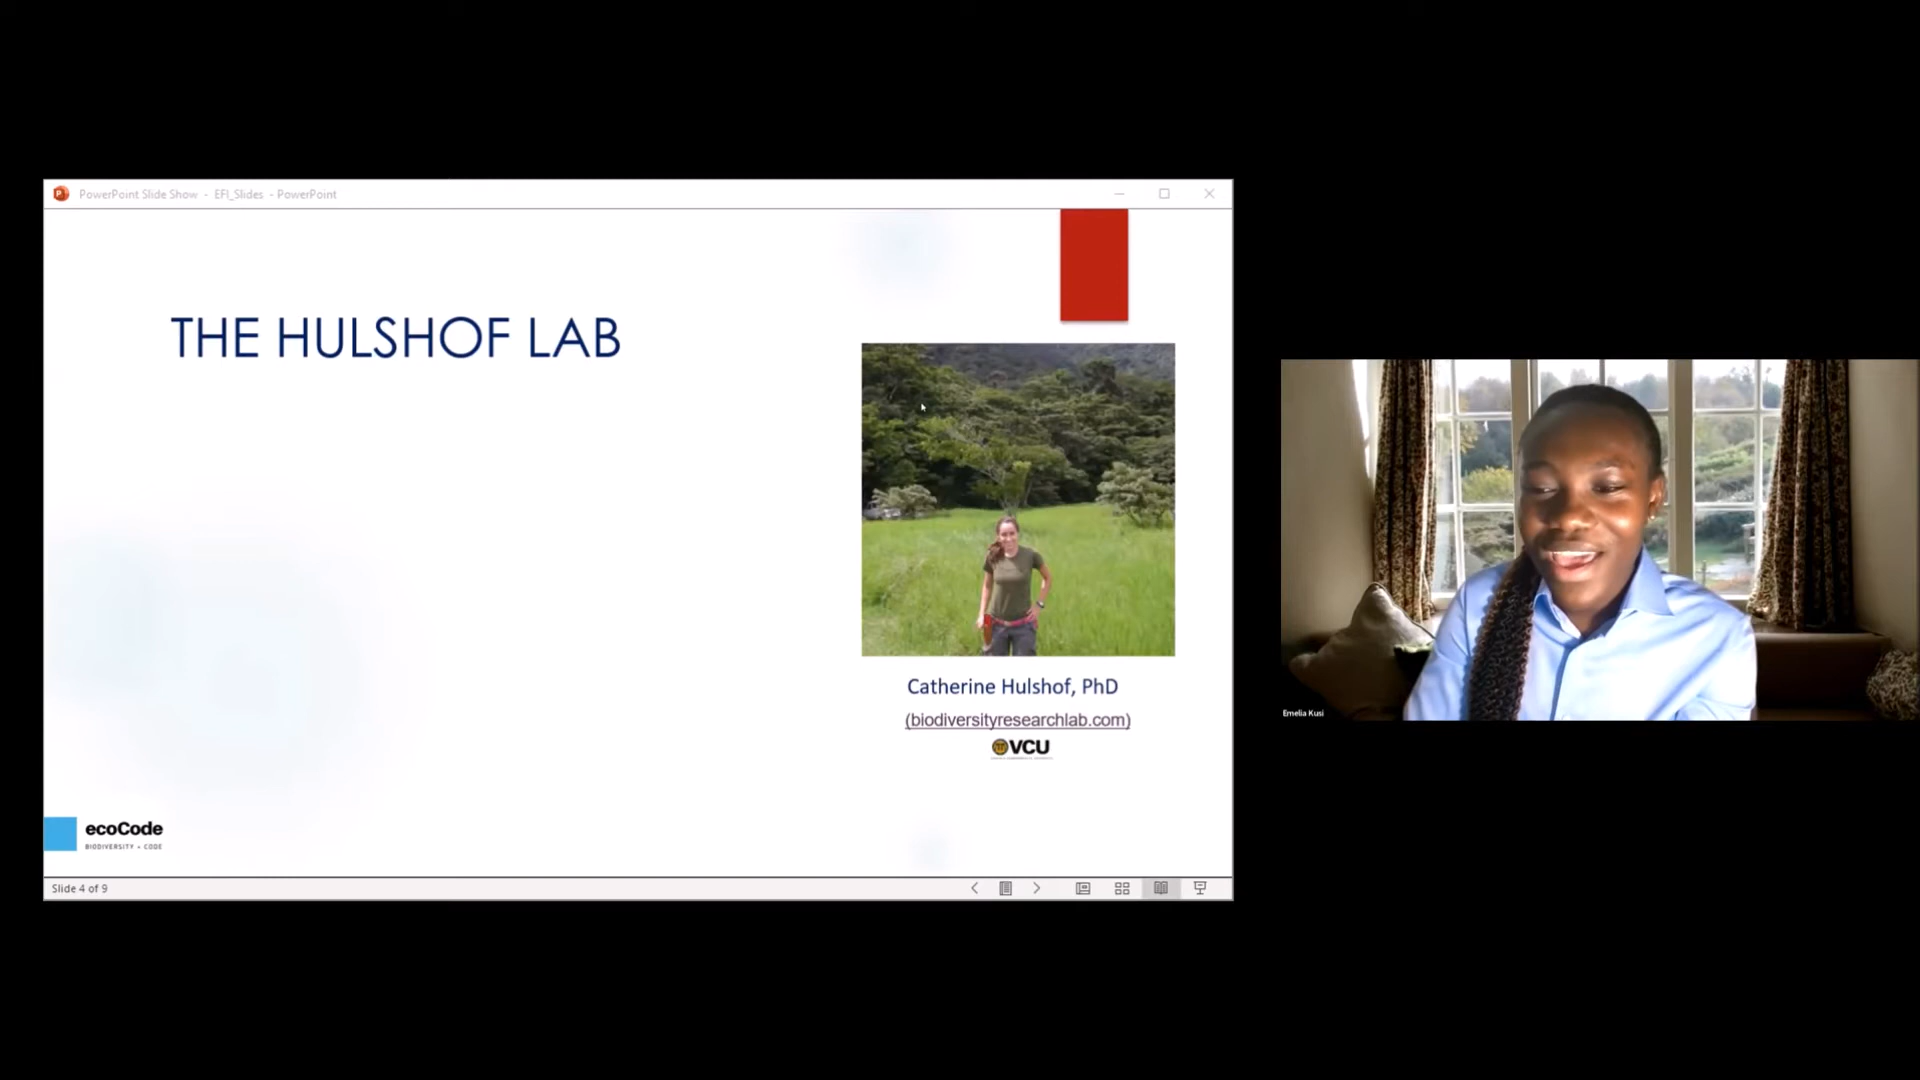 PowerPoint Slide Show - EFI_Slides - PowerPoint
THE HULSHOF LAB
Catherine Hulshof, PhD
(biodiversityresearchlab.com)
VCU
ecoCode
BIODIVERSITY + CODE
Slide 4 of 9
Emelia Kusi